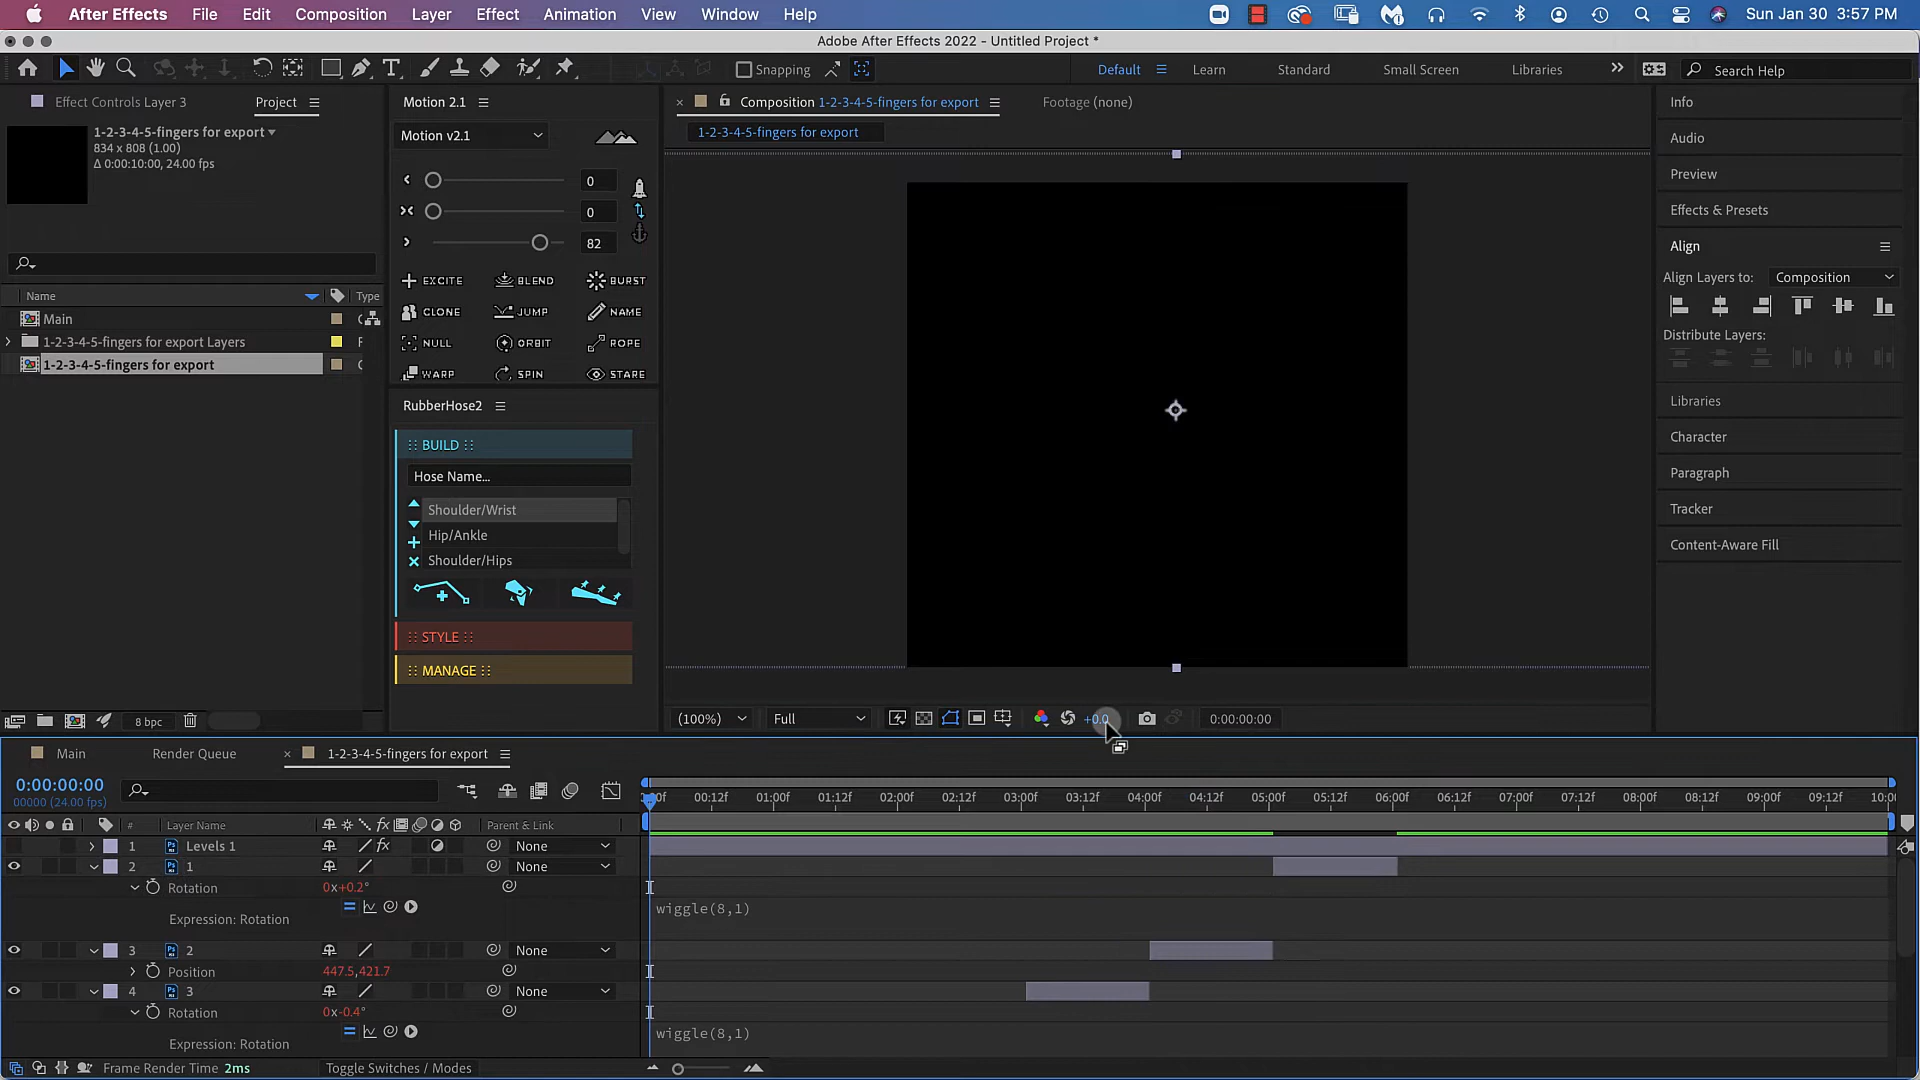 After Effects File Edit Composition Layer Effect Animation View Window Help Sun Jan 30 3:57 PM
Adobe After Effects 2022 - Untitled Project *
Snapping Default Learn Standard Small Screen Libraries Search Help
Effect Controls Layer 3 Project
Motion 2.1
Composition 1-2-3-4-5-fingers for export
Footage (none)
Info
1-2-3-4-5-fingers for export
834 x 808 (1.00)
Δ 0:00:10:00, 24.00 fps
Motion v2.1
1-2-3-4-5-fingers for export
Audio
Preview
0
0
82
Effects & Presets
Align
Align Layers to: Composition
Distribute Layers:
EXCITE BLEND BURST
CLONE JUMP NAME
NULL ORBIT ROPE
WARP SPIN STARE
Name Type
Main
1-2-3-4-5-fingers for export Layers F
1-2-3-4-5-fingers for export
RubberHose2
:: BUILD ::
Hose Name...
Shoulder/Wrist
Hip/Ankle
Shoulder/Hips
:: STYLE ::
:: MANAGE ::
Libraries
Character
Paragraph
Tracker
Content-Aware Fill
8 bpc
(100%) Full +0.0 0:00:00:00
Main Render Queue 1-2-3-4-5-fingers for export
0:00:00:00
00000 (24.00 fps)
00f 00:12f 01:00f 01:12f 02:00f 02:12f 03:00f 03:12f 04:00f 04:12f 05:00f 05:12f 06:00f 06:12f 07:00f 07:12f 08:00f 08:12f 09:00f 09:12f 10:00
# Layer Name fx Parent & Link
1 Ps Levels 1 fx None
2 Ps 1 None
Rotation 0x+0.2°
Expression: Rotation wiggle(8,1)
3 Ps 2 None
Position 447.5,421.7
4 Ps 3 None
Rotation 0x-0.4°
Expression: Rotation wiggle(8,1)
Frame Render Time 2ms Toggle Switches / Modes